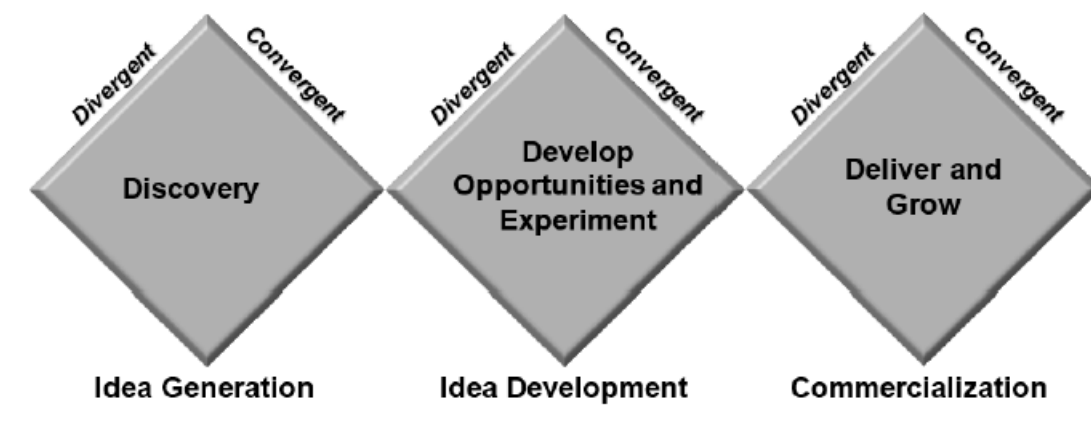 Divergent
Convergent
Discovery
Idea Generation
Divergent
Convergent
Develop
Opportunities and
Experiment
Idea Development
Divergent
Convergent
Deliver and
Grow
Commercialization